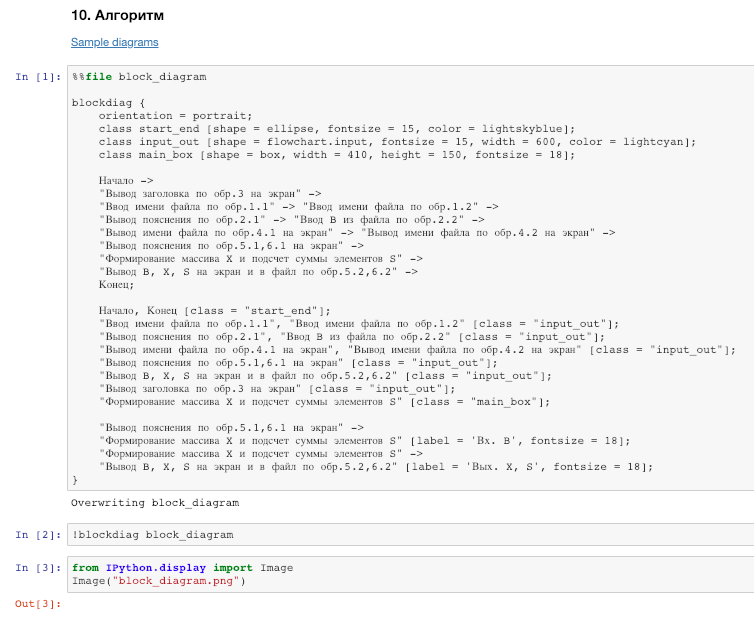 10. Алгоритм
Sample diagrams
In [1]: %%file block_diagram
blockdiag {
orientation = portrait;
class start_end [shape = ellipse, fontsize = 15, color = lightskyblue];
class input_out [shape = flowchart.input, fontsize = 15, width = 600, color = lightcyan];
class main_box [shape = box, width = 410, height = 150, fontsize = 18];
Начало ->
"Вывод заголовка по обр.3 на экран" ->
"Ввод имени файла по обр.1.1" -> "Ввод имени файла по обр.1.2" ->
"Вывод пояснения по обр.2.1" -> "Ввод B из файла по обр.2.2" ->
"Вывод имени файла по обр.4.1 на экран" -> "Вывод имени файла по обр.4.2 на экран" ->
"Вывод пояснения по обр.5.1,6.1 на экран" ->
"Формирование массива X и подсчет суммы элементов S" ->
"Вывод B, X, S на экран и в файл по обр.5.2,6.2" ->
Конец;
Начало, Конец [class = "start_end"];
"Ввод имени файла по обр.1.1", "Ввод имени файла по обр.1.2" [class = "input_out"];
"Вывод пояснения по обр.2.1", "Ввод B из файла по обр.2.2" [class = "input_out"];
"Вывод имени файла по обр.4.1 на экран", "Вывод имени файла по обр.4.2 на экран" [class = "input_out"];
"Вывод пояснения по обр.5.1,6.1 на экран" [class = "input_out"];
"Вывод B, X, S на экран и в файл по обр.5.2,6.2" [class = "input_out"];
"Вывод заголовка по обр.3 на экран" [class = "input_out"];
"Формирование массива X и подсчет суммы элементов S" [class = "main_box"];
"Вывод пояснения по обр.5.1,6.1 на экран" ->
"Формирование массива X и подсчет суммы элементов S" [label = 'Вх. B', fontsize = 18];
"Формирование массива X и подсчет суммы элементов S" ->
"Вывод B, X, S на экран и в файл по обр.5.2,6.2" [label = 'Вых. X, S', fontsize = 18];
}
Overwriting block_diagram
In [2]: !blockdiag block_diagram
In [3]: from IPython.display import Image
Image("block_diagram.png")
Out[3]: